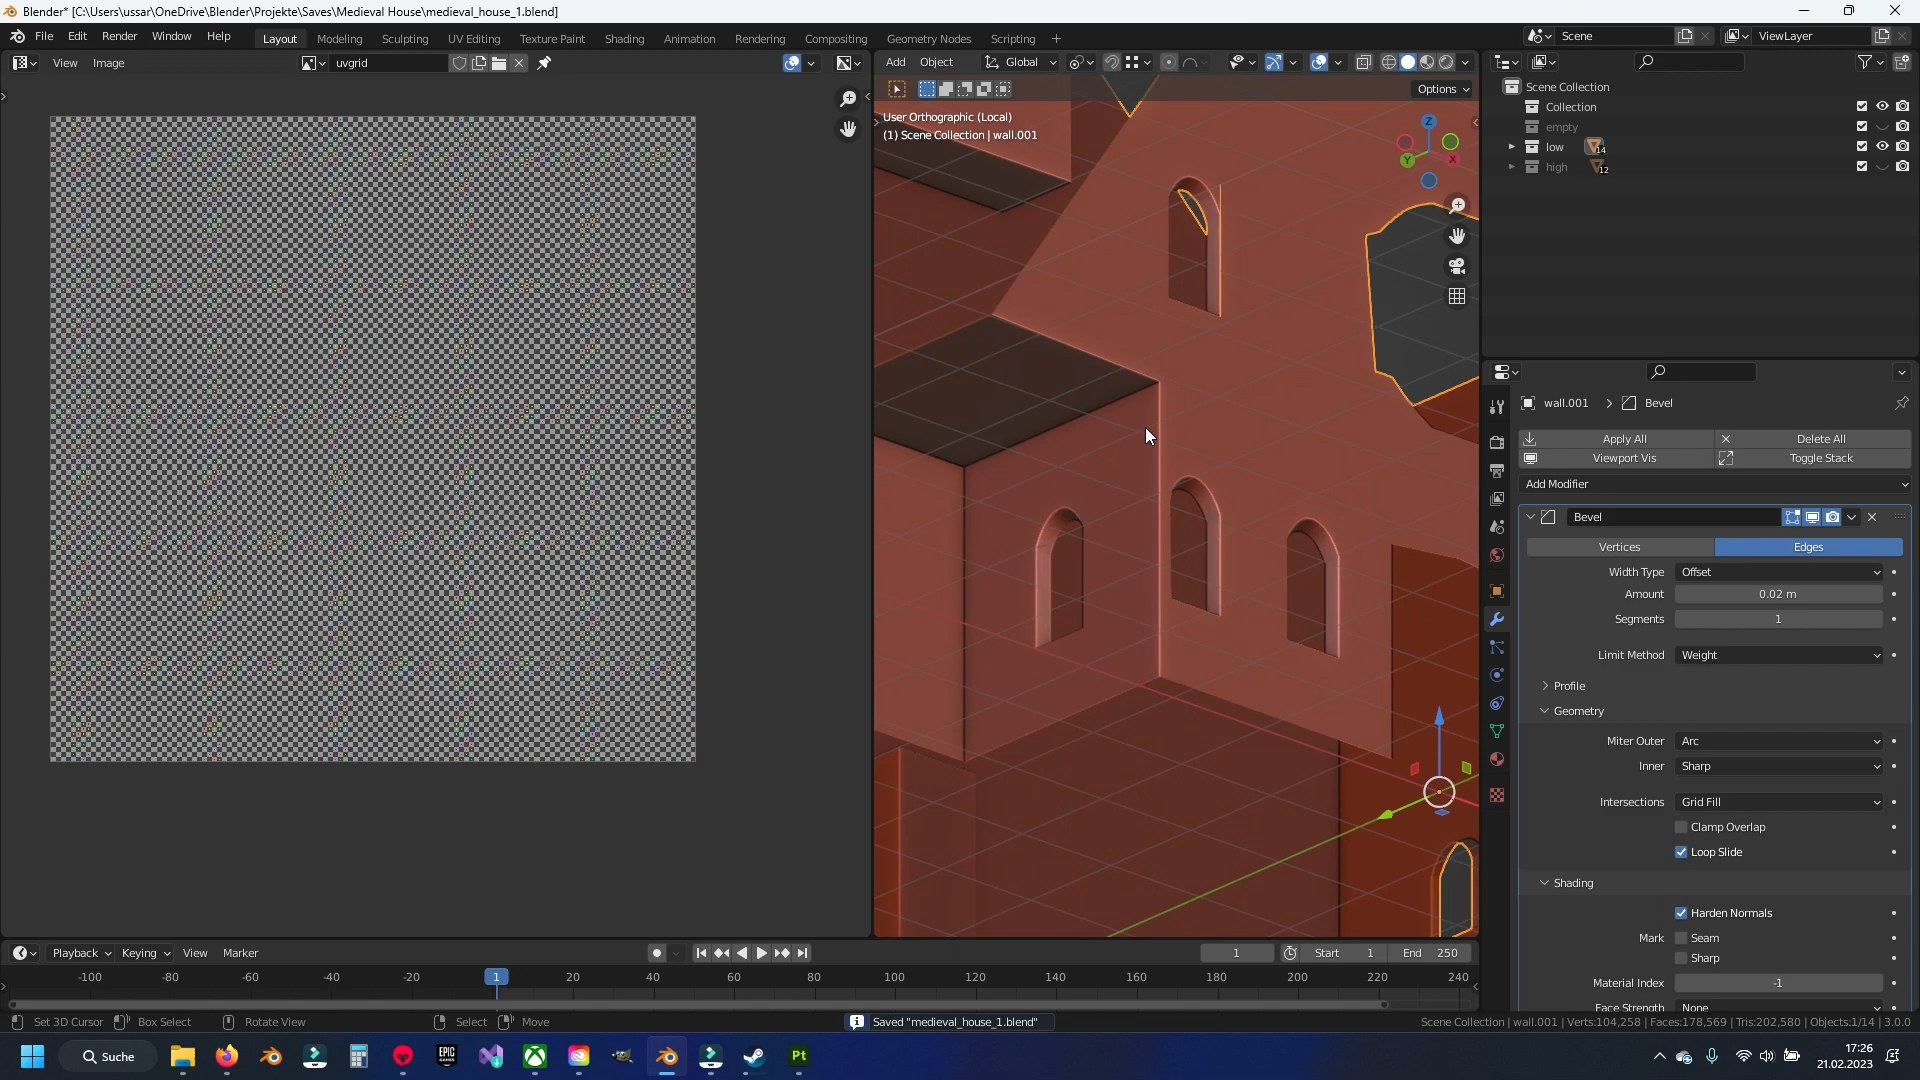 Blender* [C:\Users\ussar\OneDrive\Blender\Projekte\Saves\Medieval House\medieval_house_1.blend]
File Edit Render Window Help Layout Modeling Sculpting UV Editing Texture Paint Shading Animation Rendering Compositing Geometry Nodes Scripting + Scene ViewLayer
View Image uvgrid Add Object Global
Options
User Orthographic (Local)
(1) Scene Collection | wall.001
Z
Y X
Scene Collection
Collection
empty
low 14
high 12
wall.001 > Bevel
Apply All Delete All
Viewport Vis Toggle Stack
Add Modifier
Bevel
Vertices Edges
Width Type Offset
Amount 0.02 m
Segments 1
Limit Method Weight
Profile
Geometry
Miter Outer Arc
Inner Sharp
Intersections Grid Fill
Clamp Overlap
Loop Slide
Shading
Harden Normals
Mark Seam
Sharp
Material Index -1
Face Strength None
Playback Keying View Marker 1 Start 1 End 250
-100 -80 -60 -40 -20 1 20 40 60 80 100 120 140 160 180 200 220 240
Set 3D Cursor Box Select Rotate View Select Move Saved "medieval_house_1.blend" Scene Collection | wall.001 | Verts:104,258 | Faces:178,569 | Tris:202,580 | Objects:1/14 | 3.0.0
Suche EPIC GAMES Pt 17:26
21.02.2023